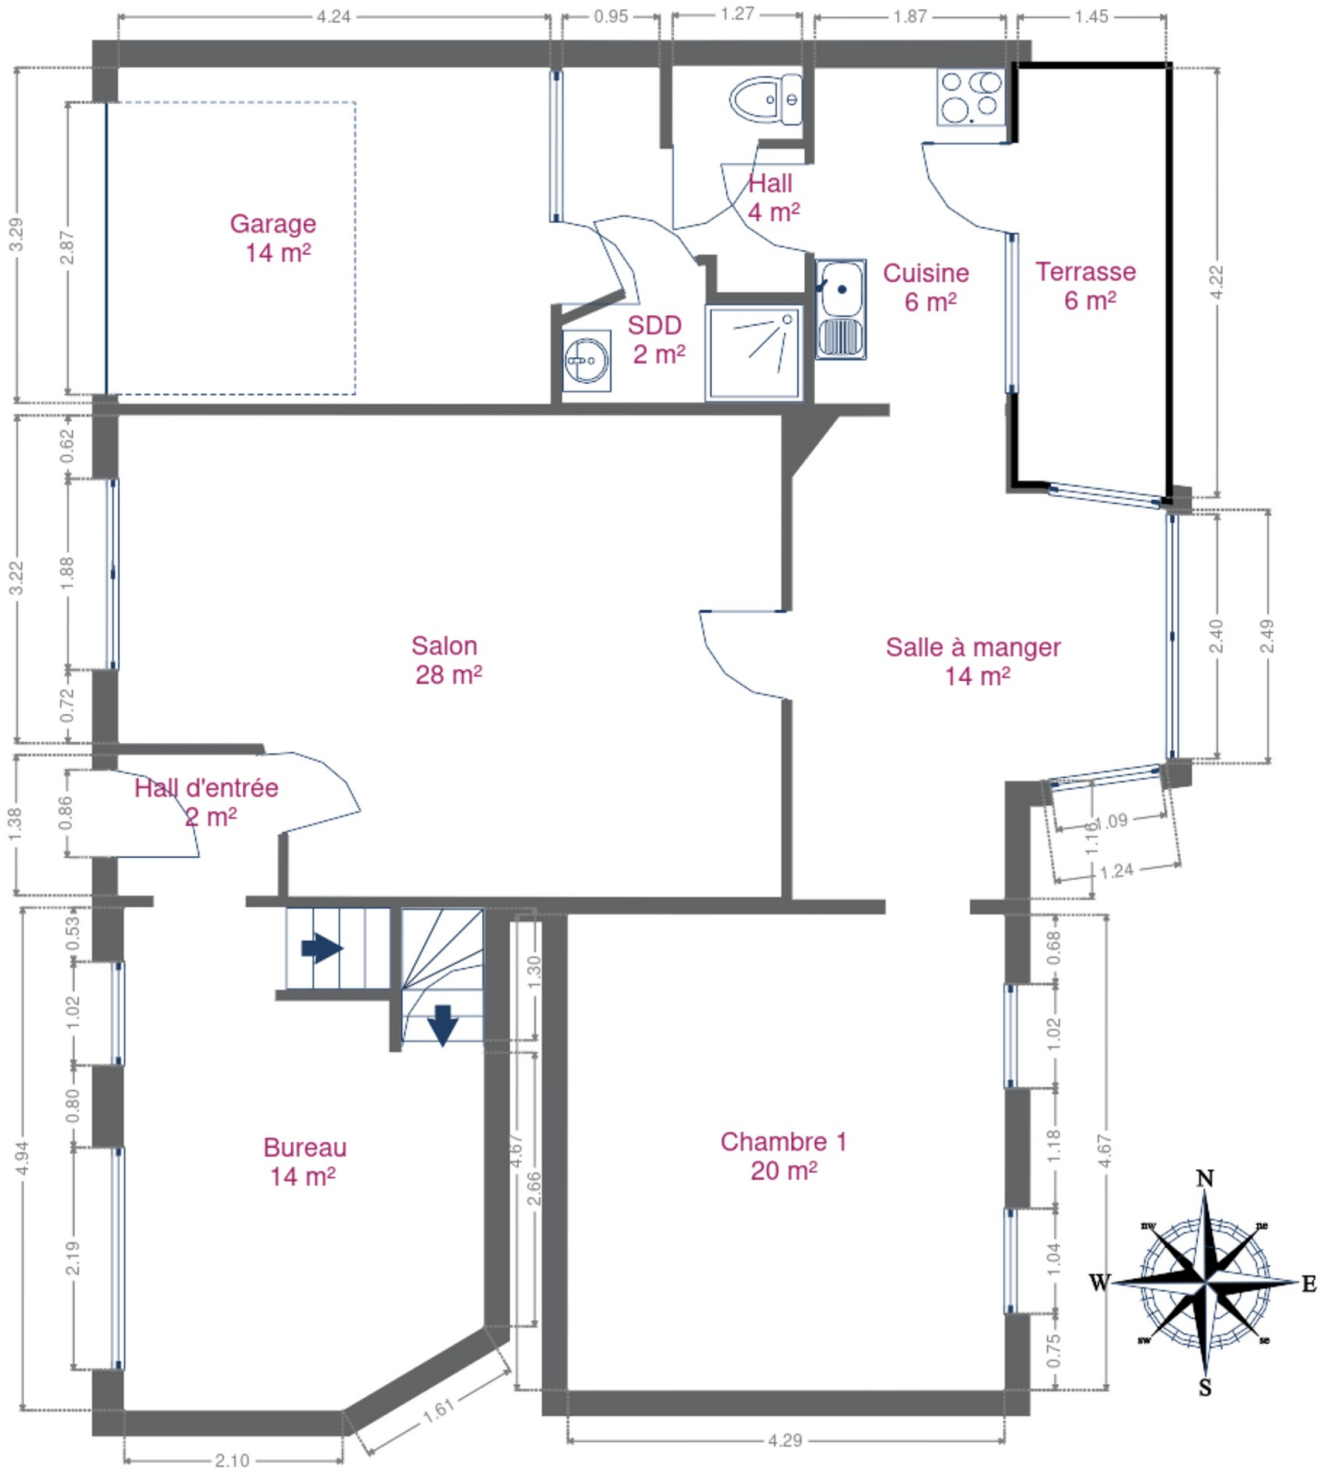 4.24
0.95
1.27
1.87
1.45
3.29
2.87
4.22
Garage
14 m²
Hall
4 m²
Cuisine
6 m²
Terrasse
6 m²
SDD
2 m²
0.62
3.22
1.88
0.72
Salon
28 m²
Salle à manger
14 m²
2.40
2.49
Hall d'entrée
2 m²
1.38
0.86
1.16
1.09
1.24
0.53
1.02
0.80
4.94
2.19
1.30
4.67
2.66
Bureau
14 m²
Chambre 1
20 m²
0.68
1.02
1.18
4.67
1.04
0.75
N
nw
ne
W
E
sw
se
S
1.61
2.10
4.29